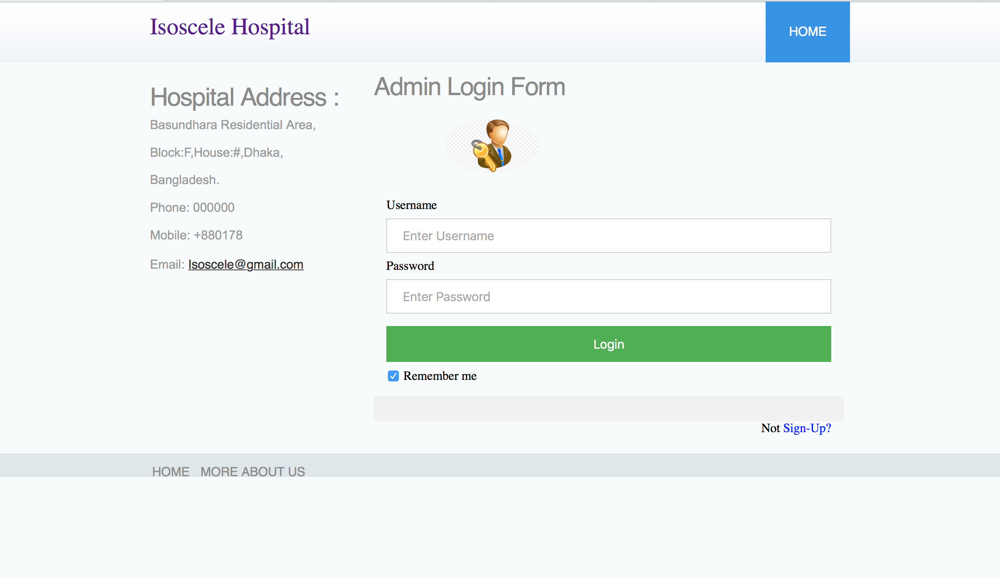 Isoscele Hospital
HOME
Hospital Address :
Basundhara Residential Area,
Block:F,House:#,Dhaka,
Bangladesh.
Phone: 000000
Mobile: +880178
Email: Isoscele@gmail.com
Admin Login Form
Username
Enter Username
Password
Enter Password
Login
Remember me
Not Sign-Up?
HOME MORE ABOUT US